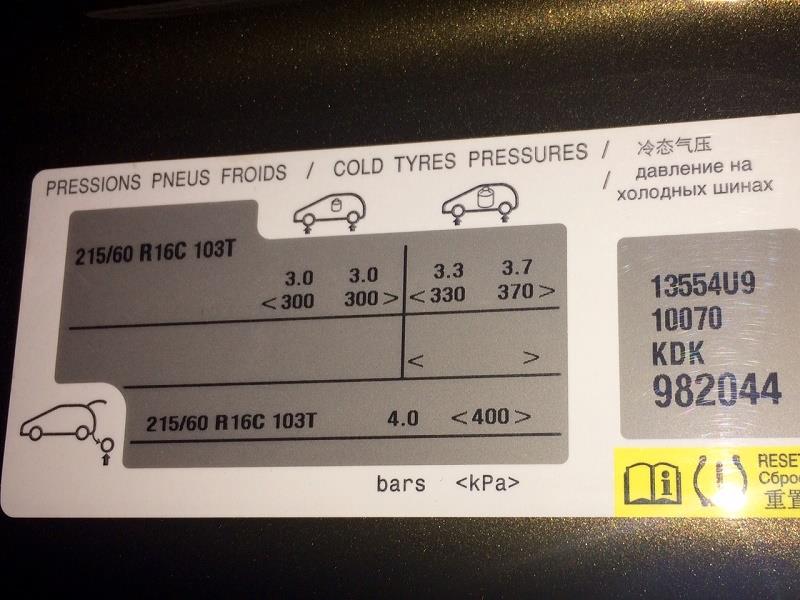 PRESSIONS PNEUS FROIDS / COLD TYRES PRESSURES / 冷态气压
/ давление на
холодных шинах
215/60 R16C 103T
3.0 3.0 3.3 3.7
<300 300> <330 370>
< >
215/60 R16C 103T 4.0 <400>
bars <kPa>
13554U9
10070
KDK
982044
RESET
Сброс
重置